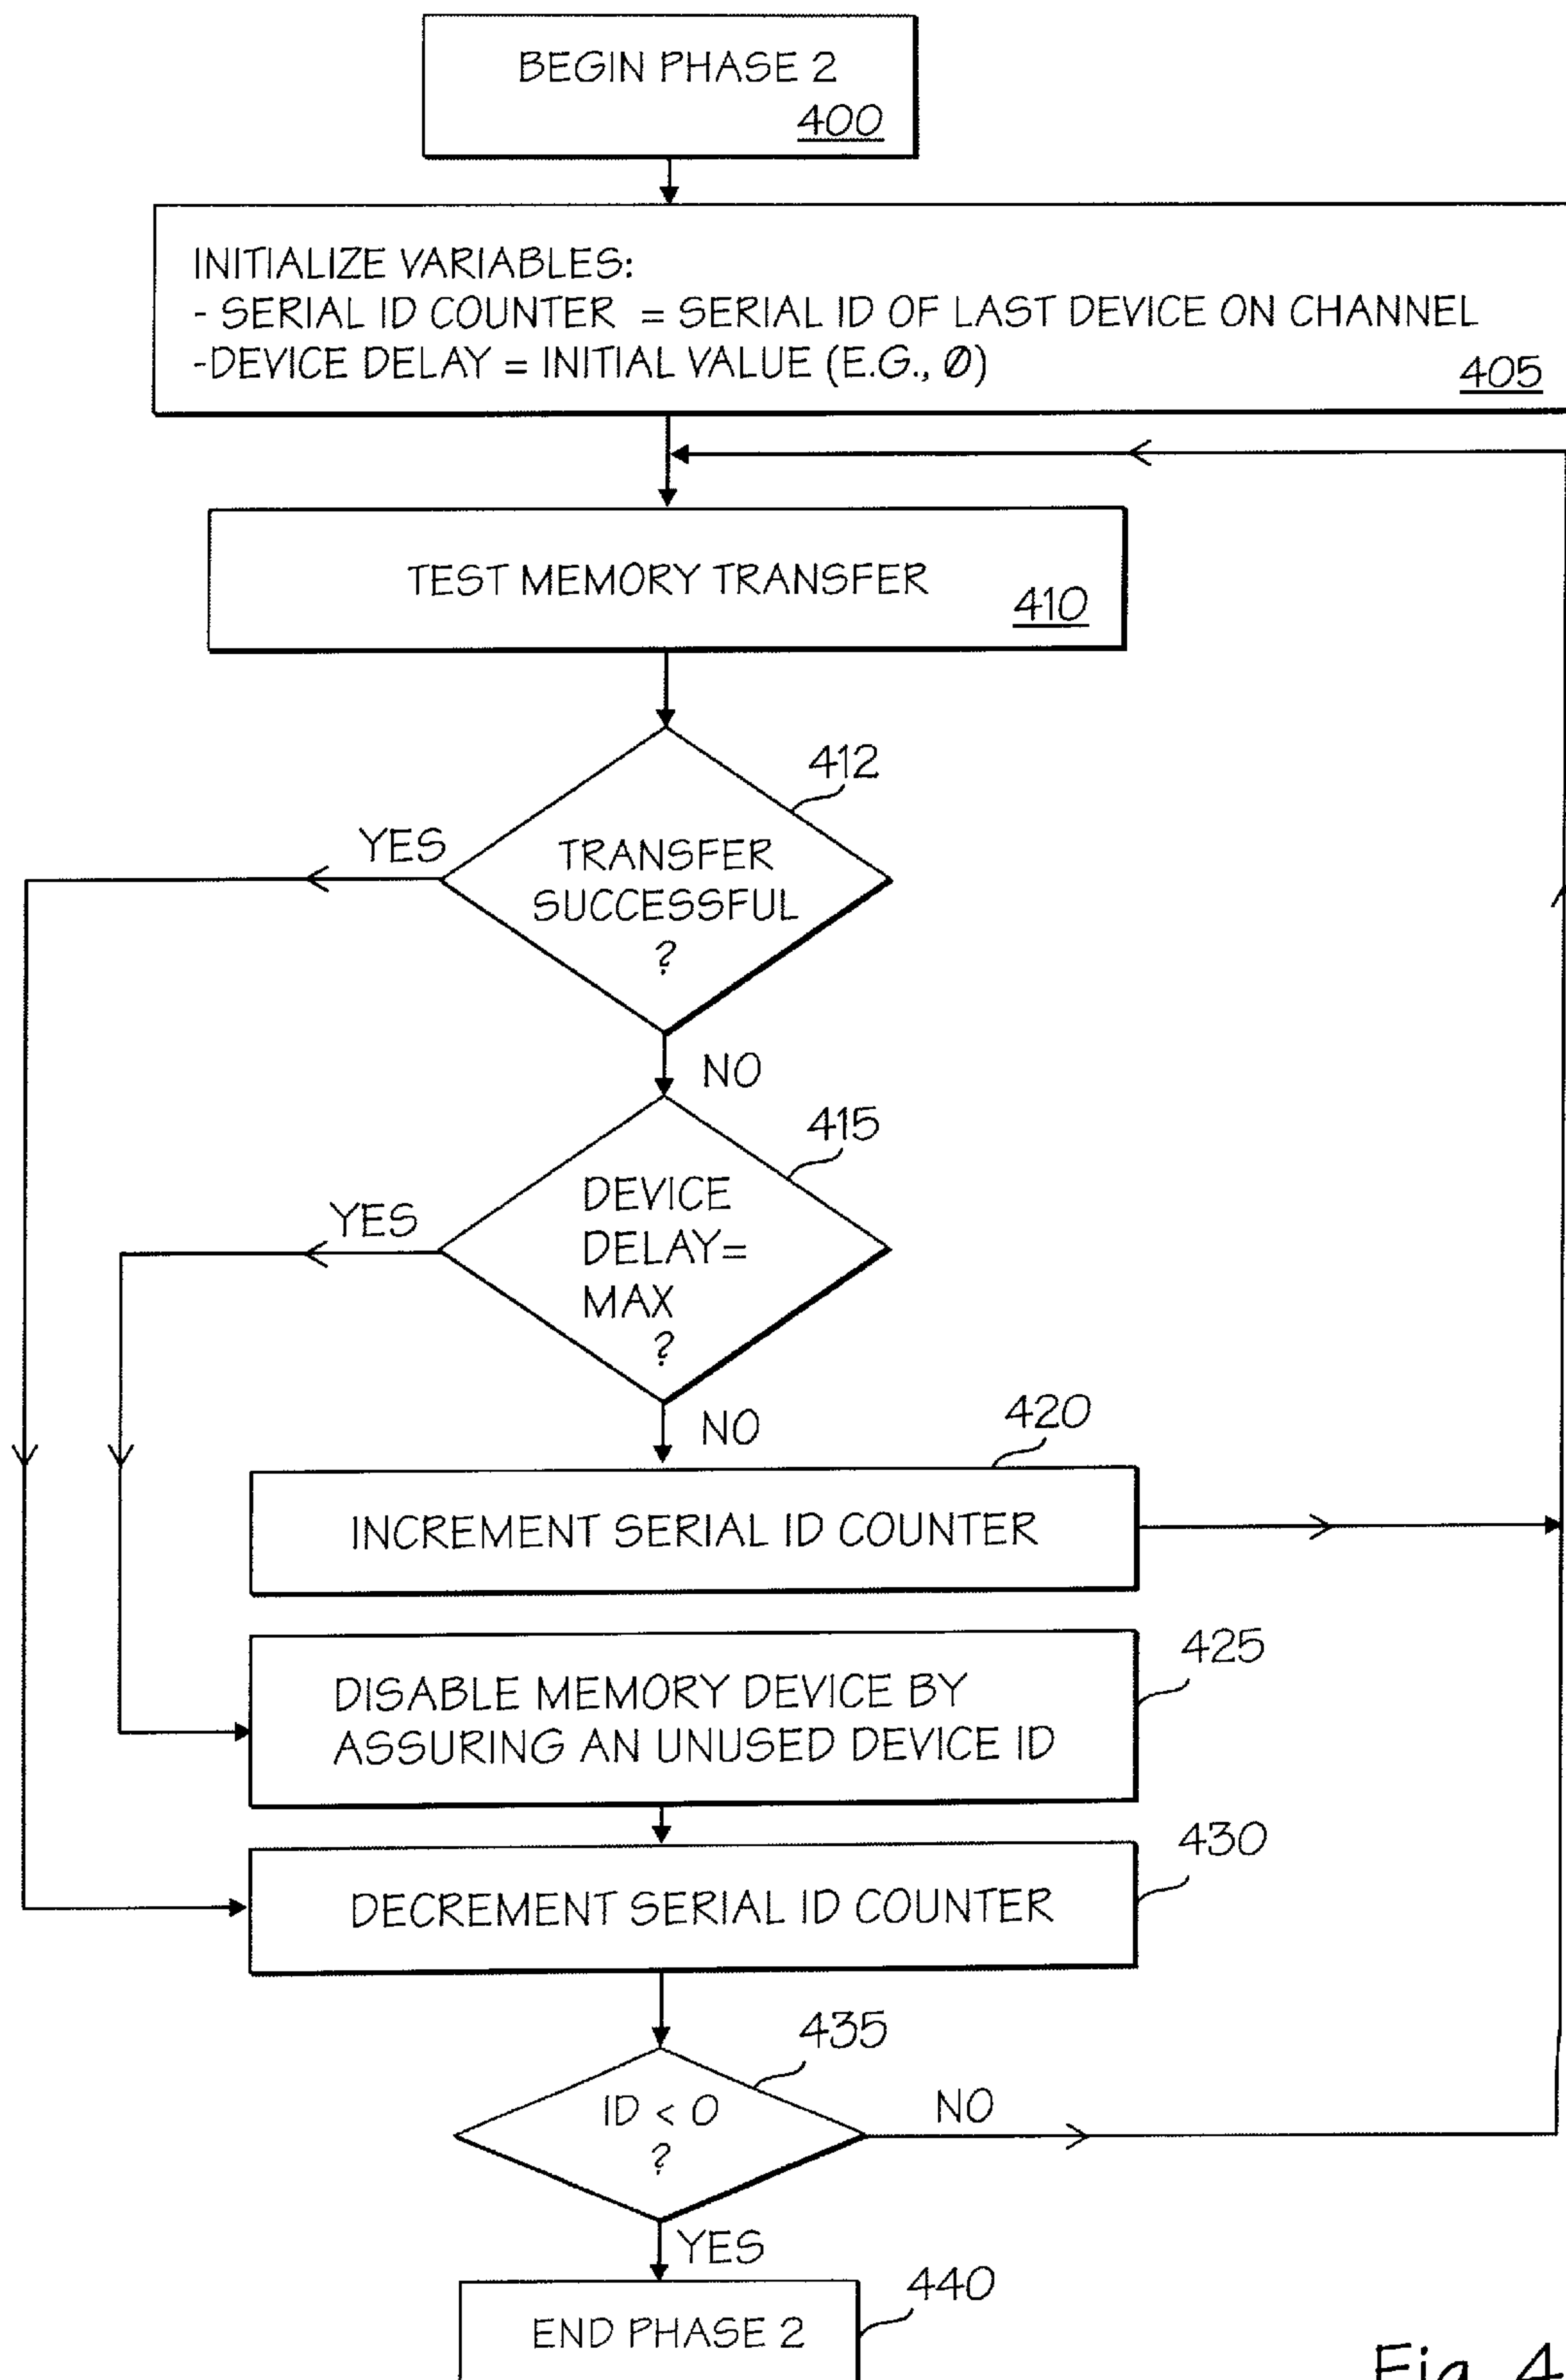 BEGIN PHASE 2
400
INITIALIZE VARIABLES:
- SERIAL ID COUNTER = SERIAL ID OF LAST DEVICE ON CHANNEL
-DEVICE DELAY = INITIAL VALUE (E.G., Ø)
405
TEST MEMORY TRANSFER
410
412
YES
TRANSFER
SUCCESSFUL
?
NO
415
YES
DEVICE
DELAY=
MAX
?
NO
420
INCREMENT SERIAL ID COUNTER
425
DISABLE MEMORY DEVICE BY
ASSURING AN UNUSED DEVICE ID
430
DECREMENT SERIAL ID COUNTER
435
ID < 0
?
NO
YES
440
END PHASE 2
Fig. 4